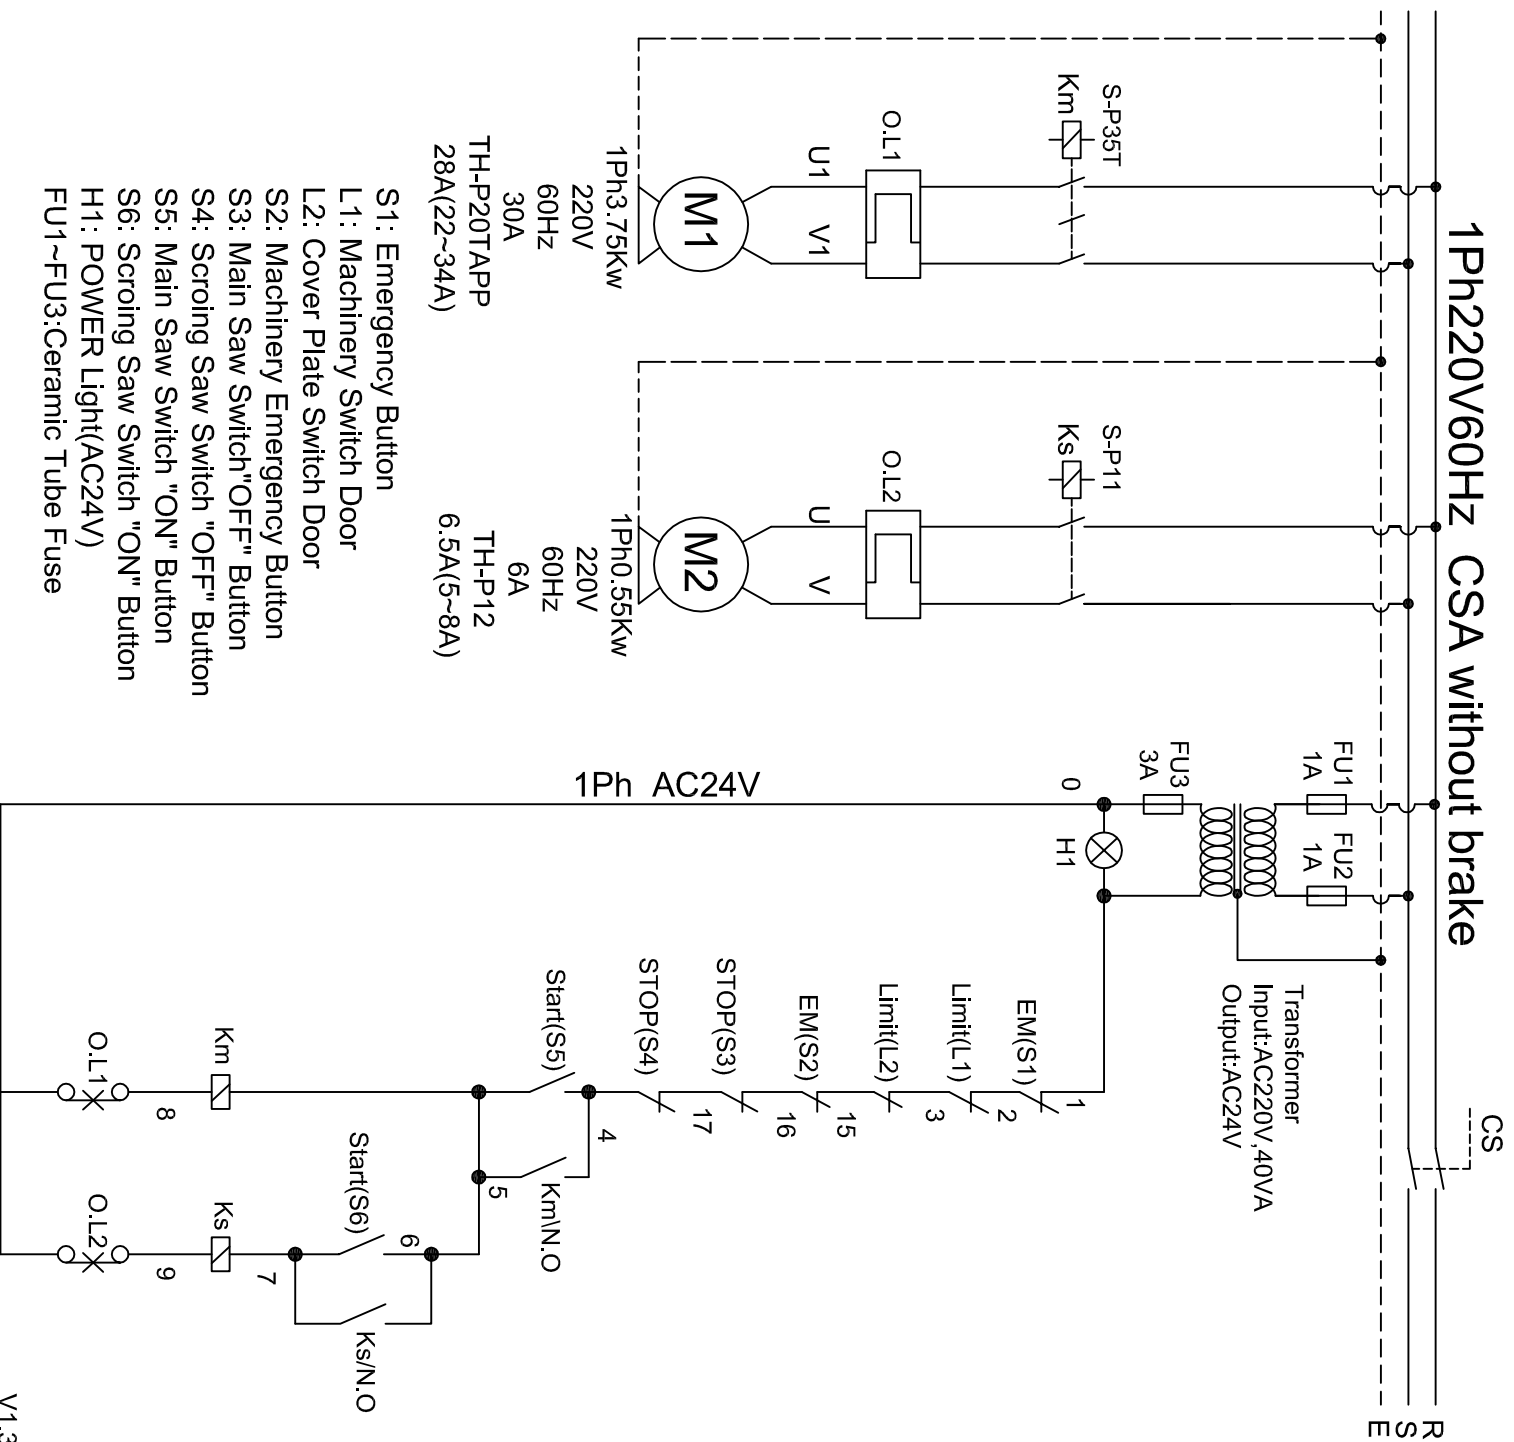 1Ph220V60Hz CSA without brake
CS
R
S
E
S-P35T
Km
O.L1
U1
V1
M1
1Ph3.75Kw
220V
60Hz
30A
TH-P20TAPP
28A(22~34A)
S-P11
Ks
O.L2
U
V
M2
1Ph0.55Kw
220V
60Hz
6A
TH-P12
6.5A(5~8A)
FU1
1A
FU2
1A
FU3
3A
Transformer
Input:AC220V,40VA
Output:AC24V
0
H1
1Ph AC24V
1
EM(S1)
2
Limit(L1)
3
Limit(L2)
15
EM(S2)
16
STOP(S3)
17
STOP(S4)
4
Start(S5)
Km\N.O
5
6
Start(S6)
Ks/N.O
7
Km
Ks
8
9
O.L1
O.L2
S1: Emergency Button
L1: Machinery Switch Door
L2: Cover Plate Switch Door
S2: Machinery Emergency Button
S3: Main Saw Switch"OFF" Button
S4: Scroing Saw Switch "OFF" Button
S5: Main Saw Switch "ON" Button
S6: Scroing Saw Switch "ON" Button
H1: POWER Light(AC24V)
FU1~FU3:Ceramic Tube Fuse
V1.3